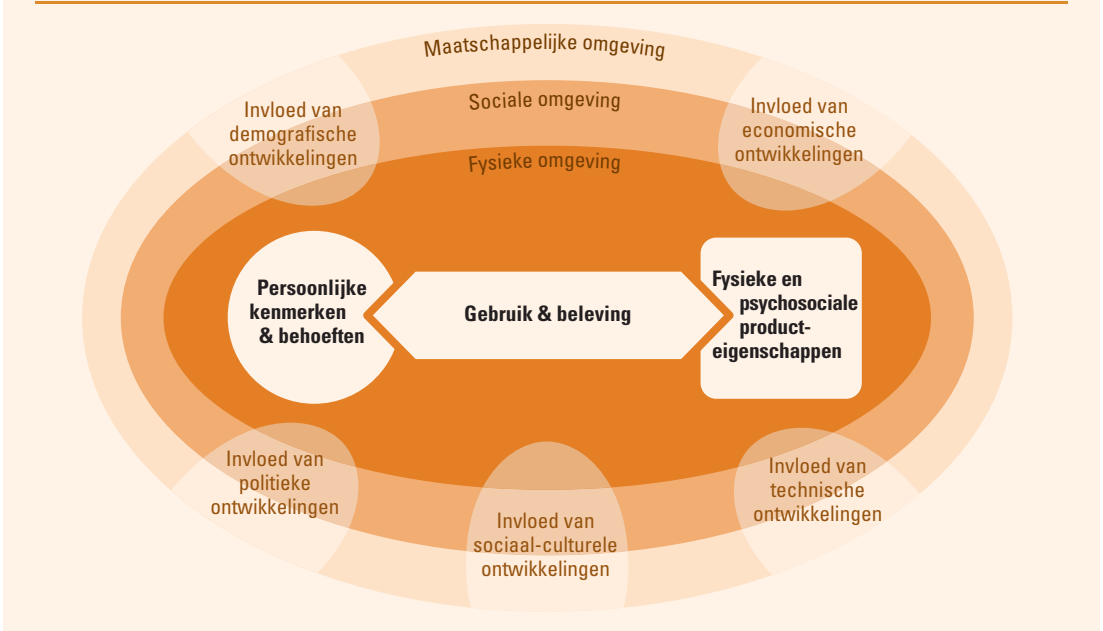 Maatschappelijke omgeving
Sociale omgeving
Fysieke omgeving
Invloed van
demografische
ontwikkelingen
Invloed van
economische
ontwikkelingen
Persoonlijke
kenmerken
& behoeften
Gebruik & beleving
Fysieke en
psychosociale
product-
eigenschappen
Invloed van
politieke
ontwikkelingen
Invloed van
sociaal-culturele
ontwikkelingen
Invloed van
technische
ontwikkelingen